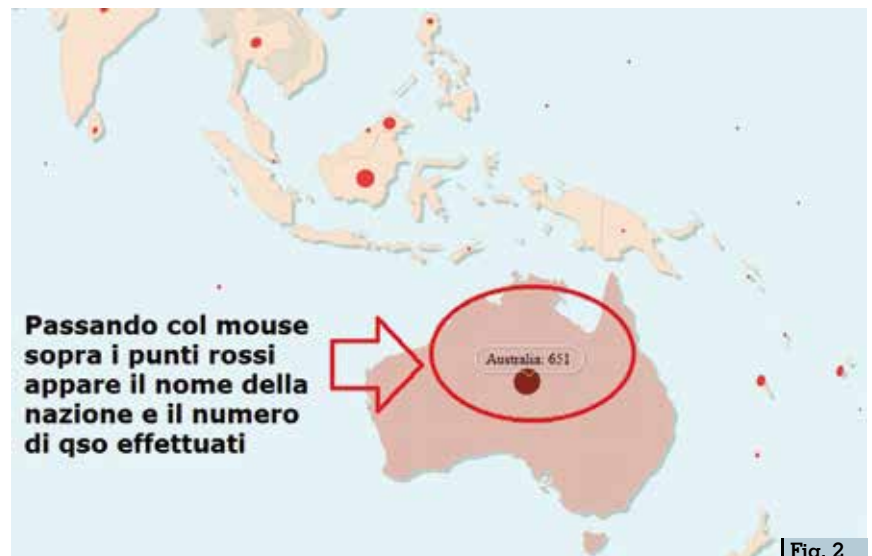 Passando col mouse
sopra i punti rossi
appare il nome della
nazione e il numero
di qso effettuati
Australia: 651
Fig. 2